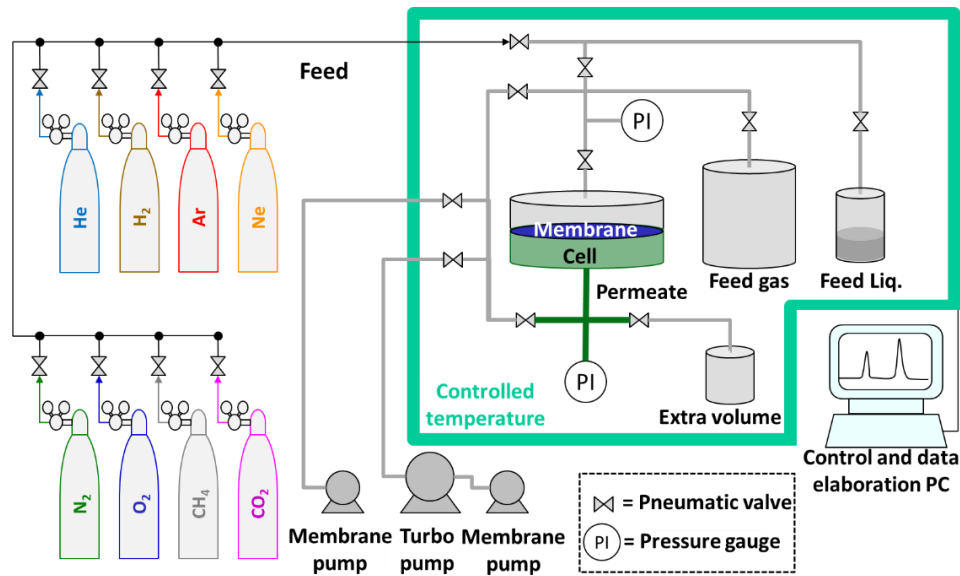 Feed
PI
He
H₂
Ar
Ne
Membrane
Cell
Feed gas
Feed Liq.
Permeate
PI
Controlled
temperature
Extra volume
N₂
O₂
CH₄
CO₂
Control and data
elaboration PC
Membrane
pump
Turbo
pump
Membrane
pump
= Pneumatic valve
PI = Pressure gauge